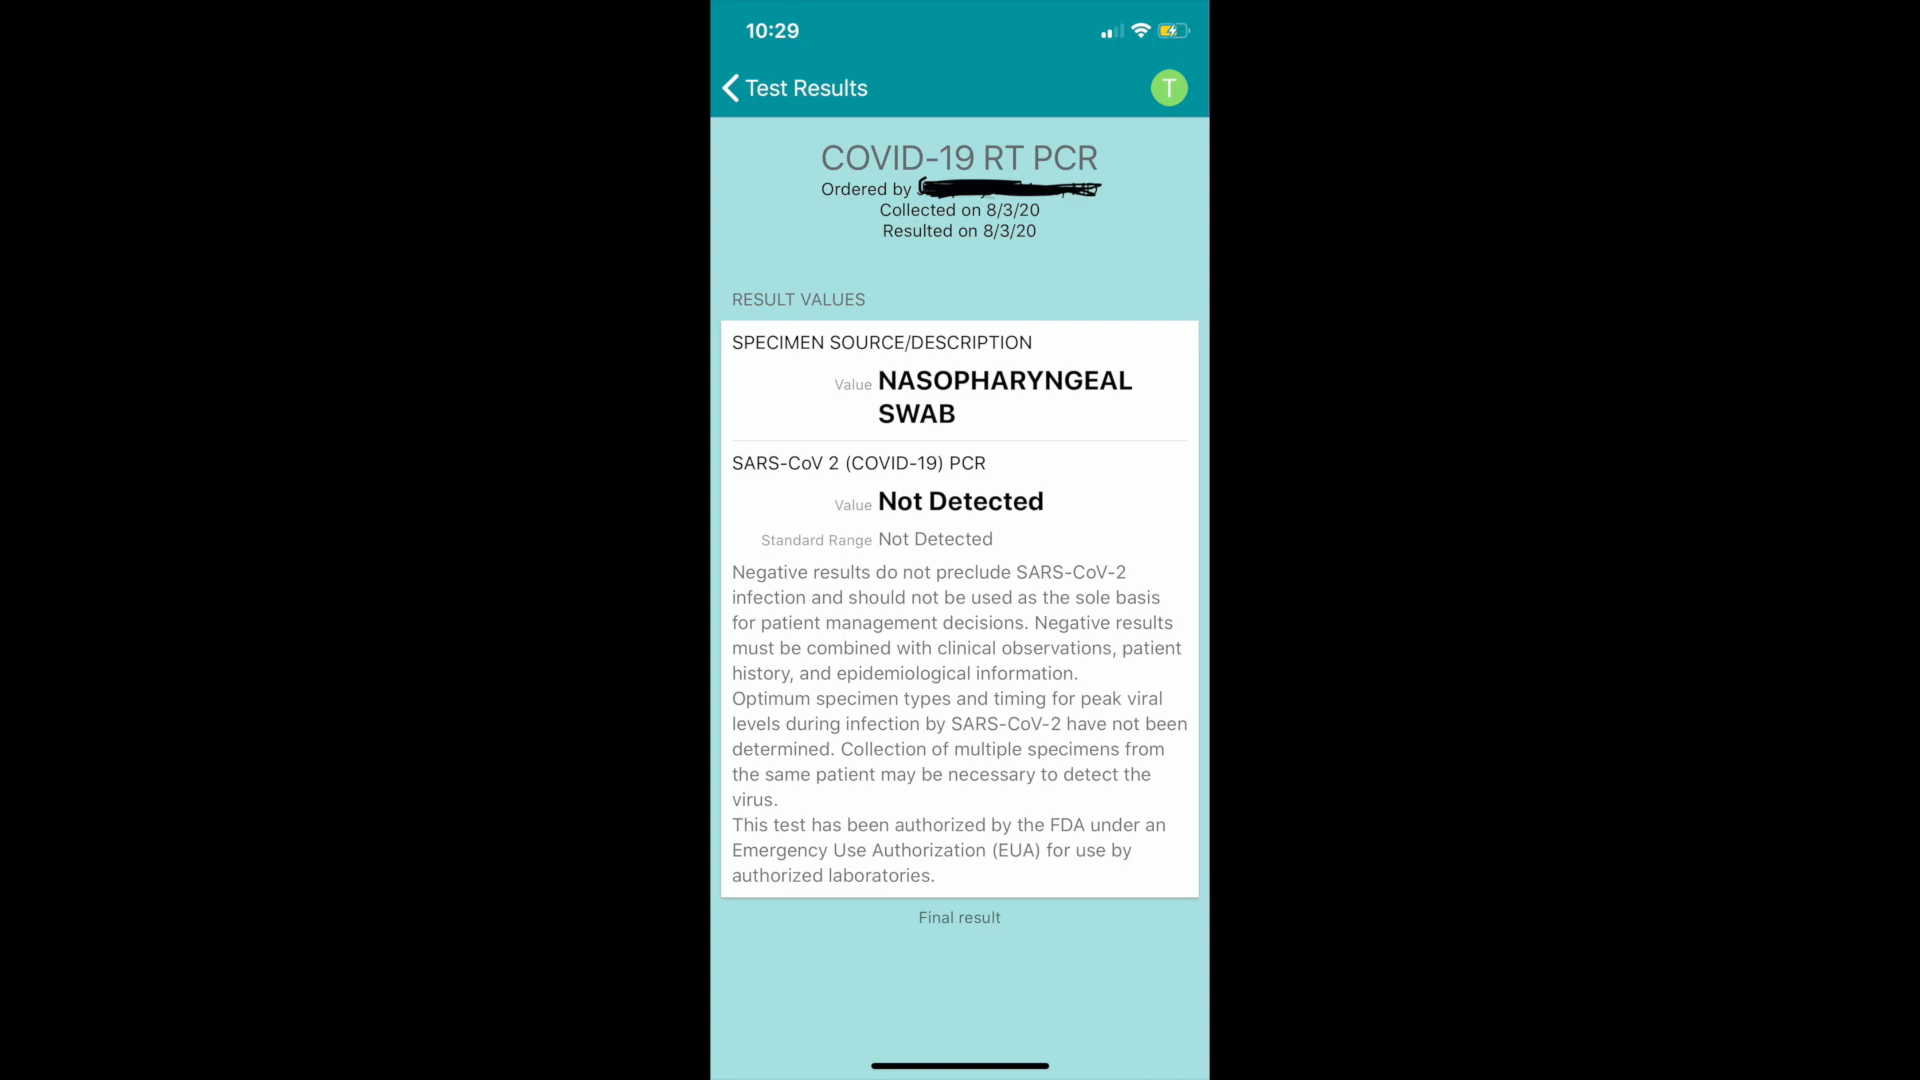 10:29
Test Results
T
COVID-19 RT PCR
Ordered by
Collected on 8/3/20
Resulted on 8/3/20
RESULT VALUES
SPECIMEN SOURCE/DESCRIPTION
Value NASOPHARYNGEAL
SWAB
SARS-CoV 2 (COVID-19) PCR
Value Not Detected
Standard Range Not Detected
Negative results do not preclude SARS-CoV-2
infection and should not be used as the sole basis
for patient management decisions. Negative results
must be combined with clinical observations, patient
history, and epidemiological information.
Optimum specimen types and timing for peak viral
levels during infection by SARS-CoV-2 have not been
determined. Collection of multiple specimens from
the same patient may be necessary to detect the
virus.
This test has been authorized by the FDA under an
Emergency Use Authorization (EUA) for use by
authorized laboratories.
Final result